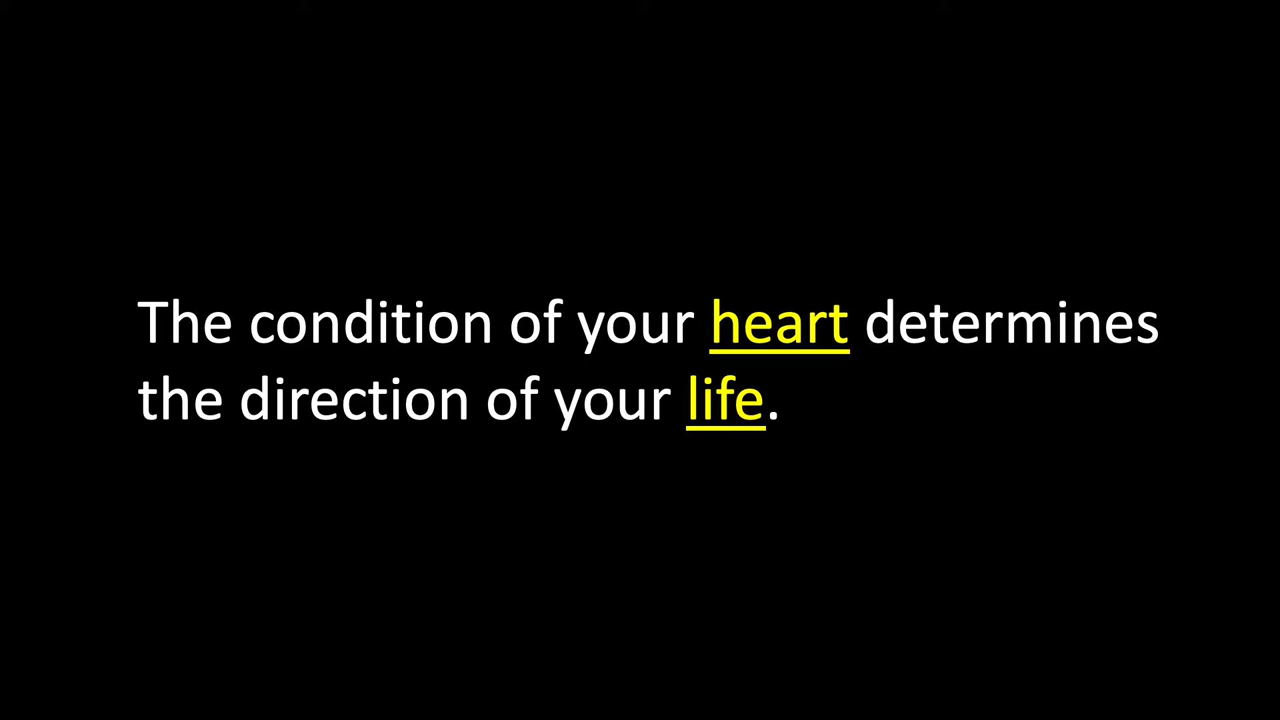 The condition of your heart determines
the direction of your life.